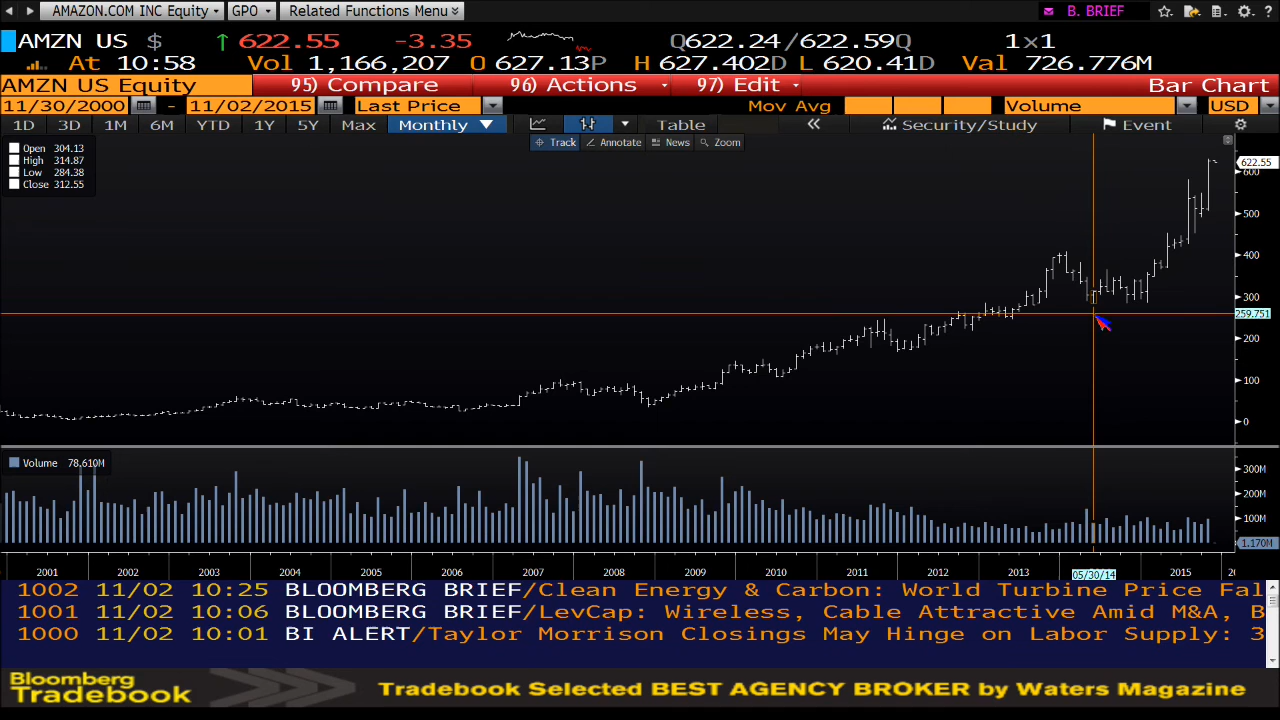 AMAZON.COM INC Equity GPO Related Functions Menu B. BRIEF ?
AMZN US $ 622.55 -3.35 Q622.24/622.59Q 1×1
At 10:58 Vol 1,166,207 O 627.13P H 627.402D L 620.41D Val 726.776M
AMZN US Equity 95) Compare 96) Actions 97) Edit Bar Chart
11/30/2000 - 11/02/2015 Last Price Mov Avg Volume USD
1D 3D 1M 6M YTD 1Y 5Y Max Monthly Table Security/Study Event
Track Annotate News Zoom
Open 304.13
High 314.87
Low 284.38
Close 312.55
622.55
600
500
400
300
259.751
200
100
0
Volume 78.610M
300M
200M
100M
1.170M
2001 2002 2003 2004 2005 2006 2007 2008 2009 2010 2011 2012 2013 05/30/14 2015
1002 11/02 10:25 BLOOMBERG BRIEF/Clean Energy & Carbon: World Turbine Price Fal
1001 11/02 10:06 BLOOMBERG BRIEF/LevCap: Wireless, Cable Attractive Amid M&A, B
1000 11/02 10:01 BI ALERT/Taylor Morrison Closings May Hinge on Labor Supply: 3
Bloomberg
Tradebook
Tradebook Selected BEST AGENCY BROKER by Waters Magazine